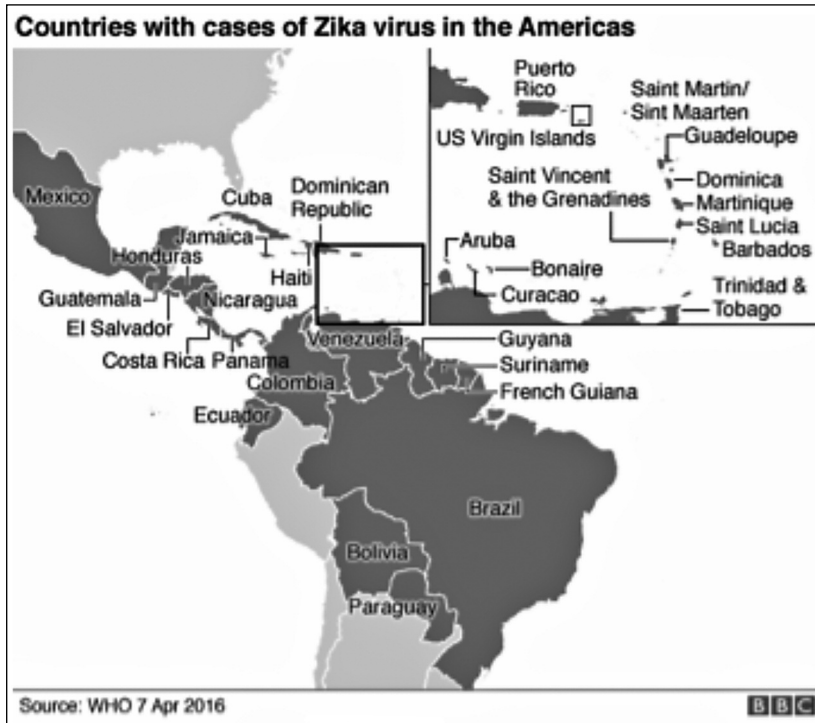 Countries with cases of Zika virus in the Americas
Mexico
Cuba
Dominican
Republic
Jamaica
Honduras
Haiti
Guatemala
Nicaragua
El Salvador
Costa Rica
Panama
Venezuela
Colombia
Guyana
Suriname
French Guiana
Ecuador
Brazil
Bolivia
Paraguay
Puerto
Rico
US Virgin Islands
Saint Martin/
Sint Maarten
Guadeloupe
Saint Vincent
& the Grenadines
Dominica
Martinique
Saint Lucia
Barbados
Aruba
Bonaire
Curacao
Trinidad &
Tobago
Source: WHO 7 Apr 2016
BBC